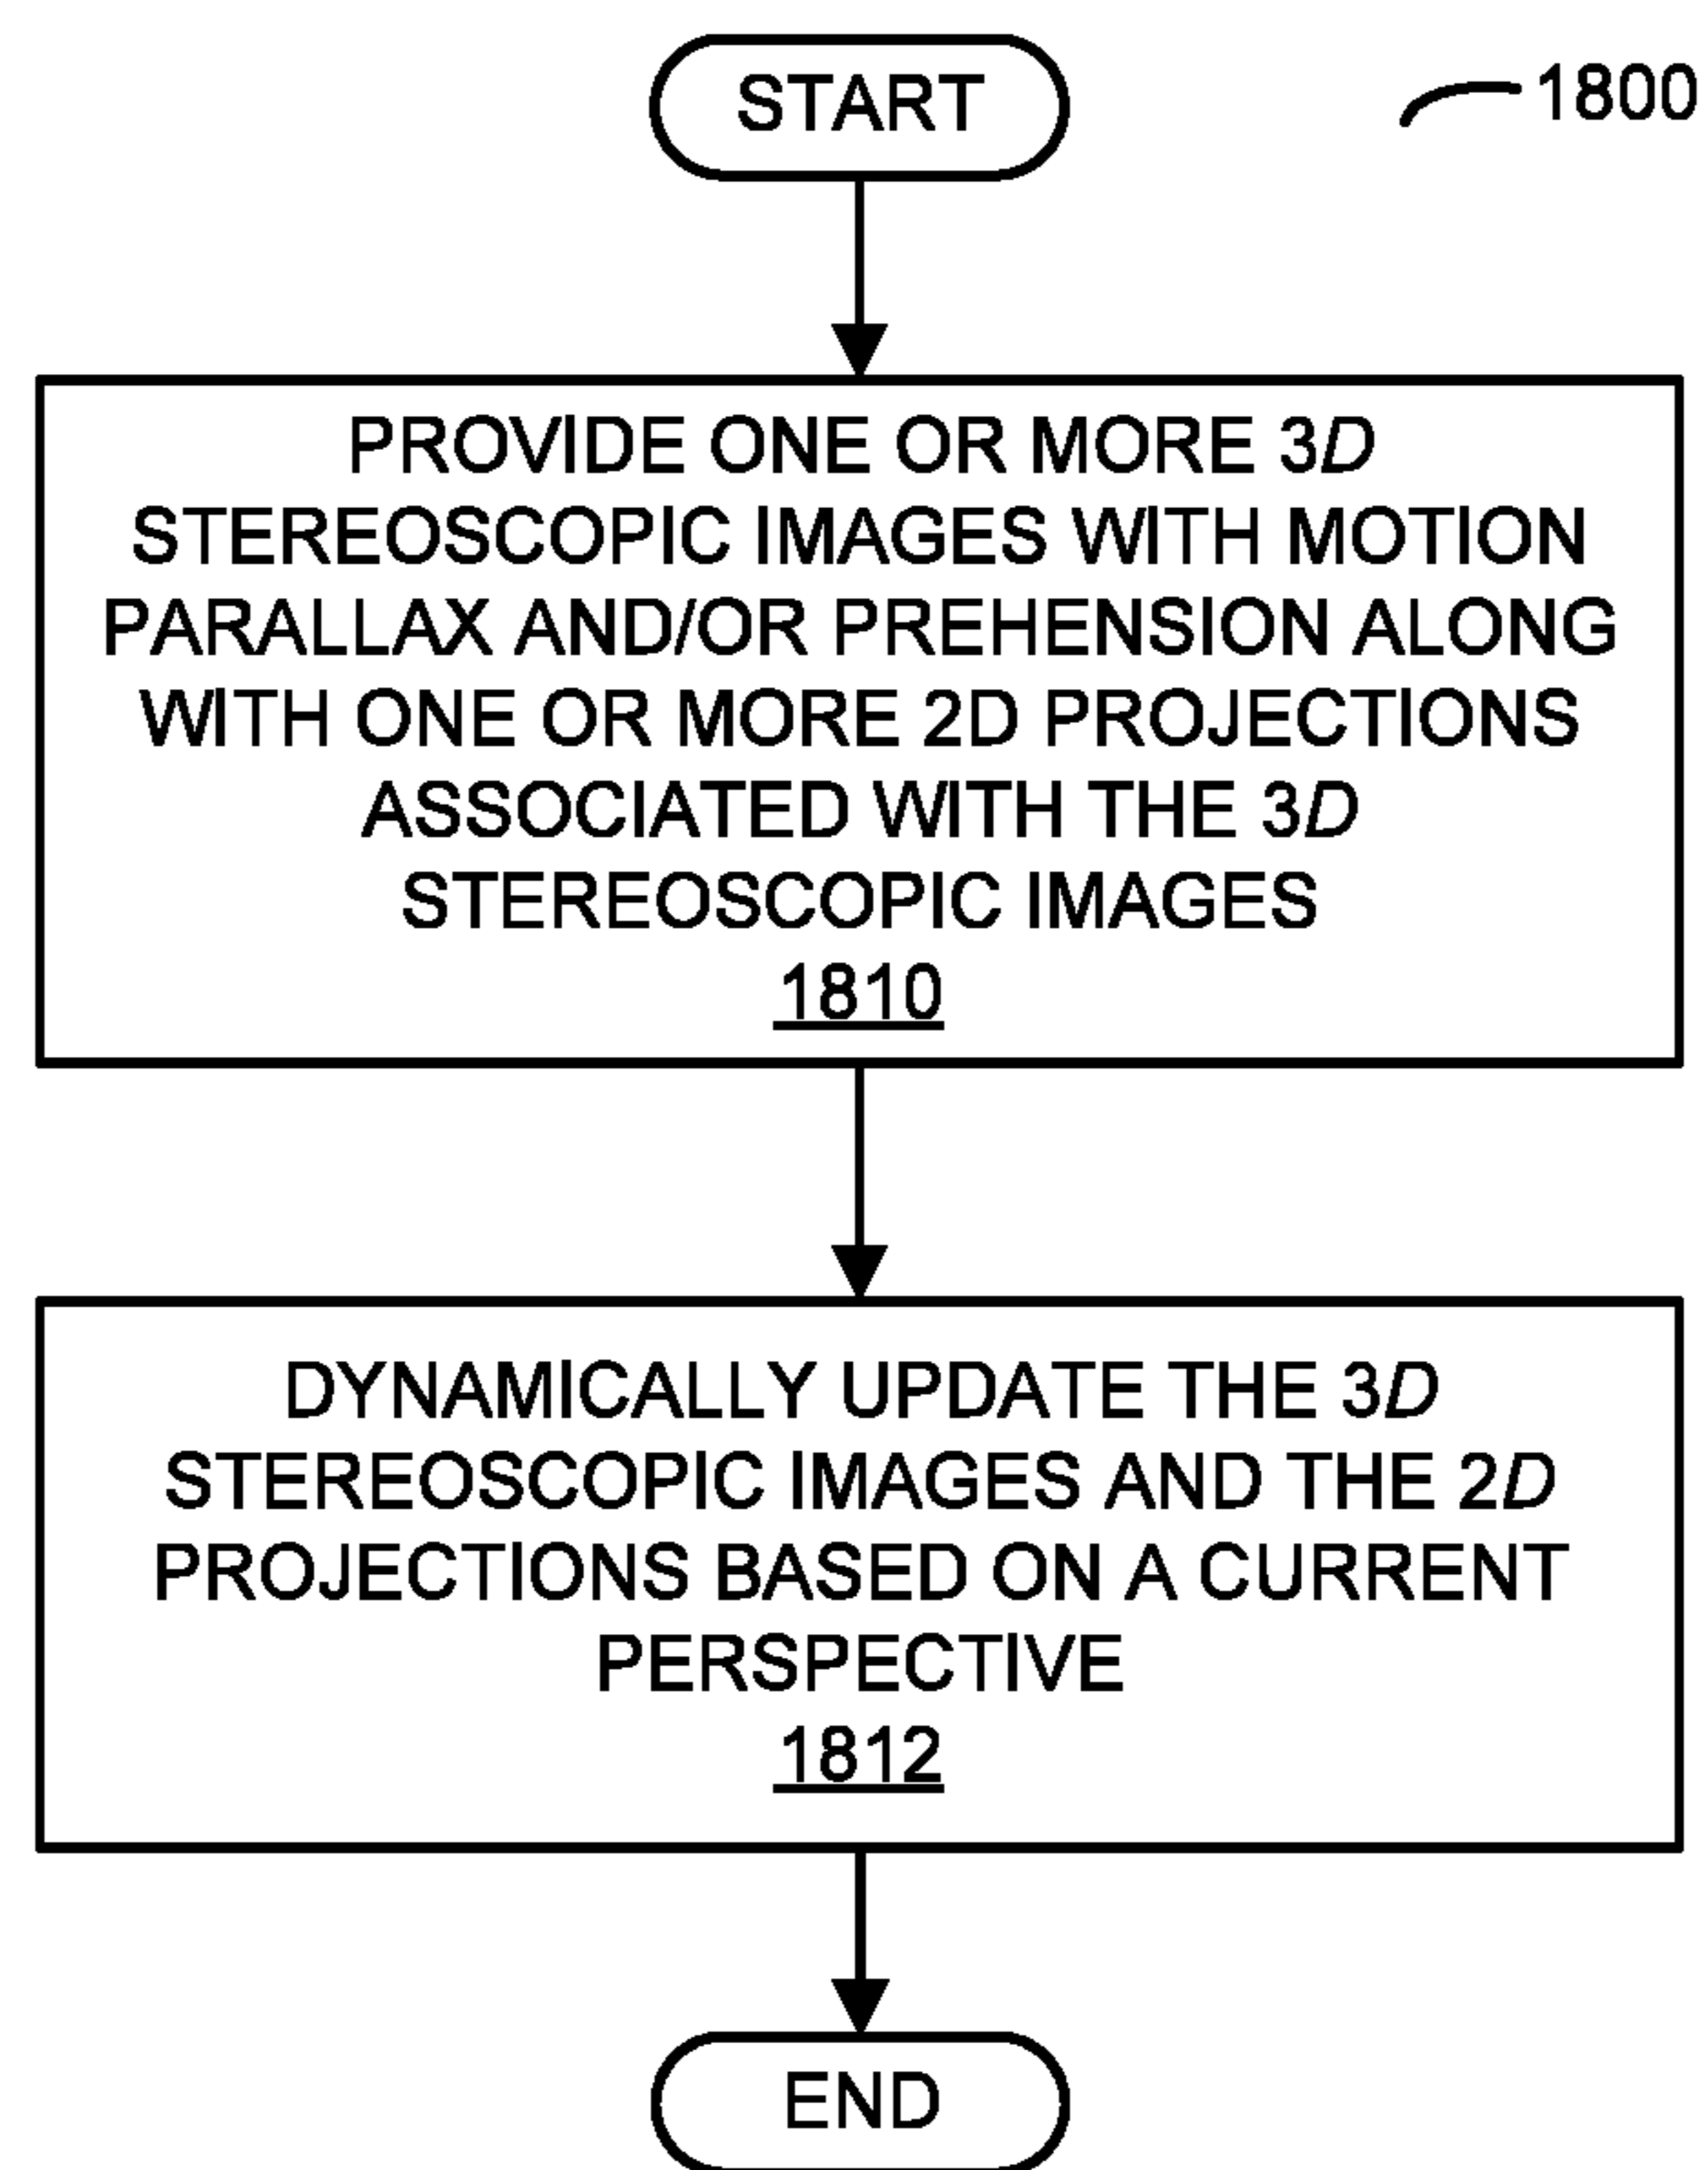 START
1800
PROVIDE ONE OR MORE 3D
STEREOSCOPIC IMAGES WITH MOTION
PARALLAX AND/OR PREHENSION ALONG
WITH ONE OR MORE 2D PROJECTIONS
ASSOCIATED WITH THE 3D
STEREOSCOPIC IMAGES
1810
DYNAMICALLY UPDATE THE 3D
STEREOSCOPIC IMAGES AND THE 2D
PROJECTIONS BASED ON A CURRENT
PERSPECTIVE
1812
END